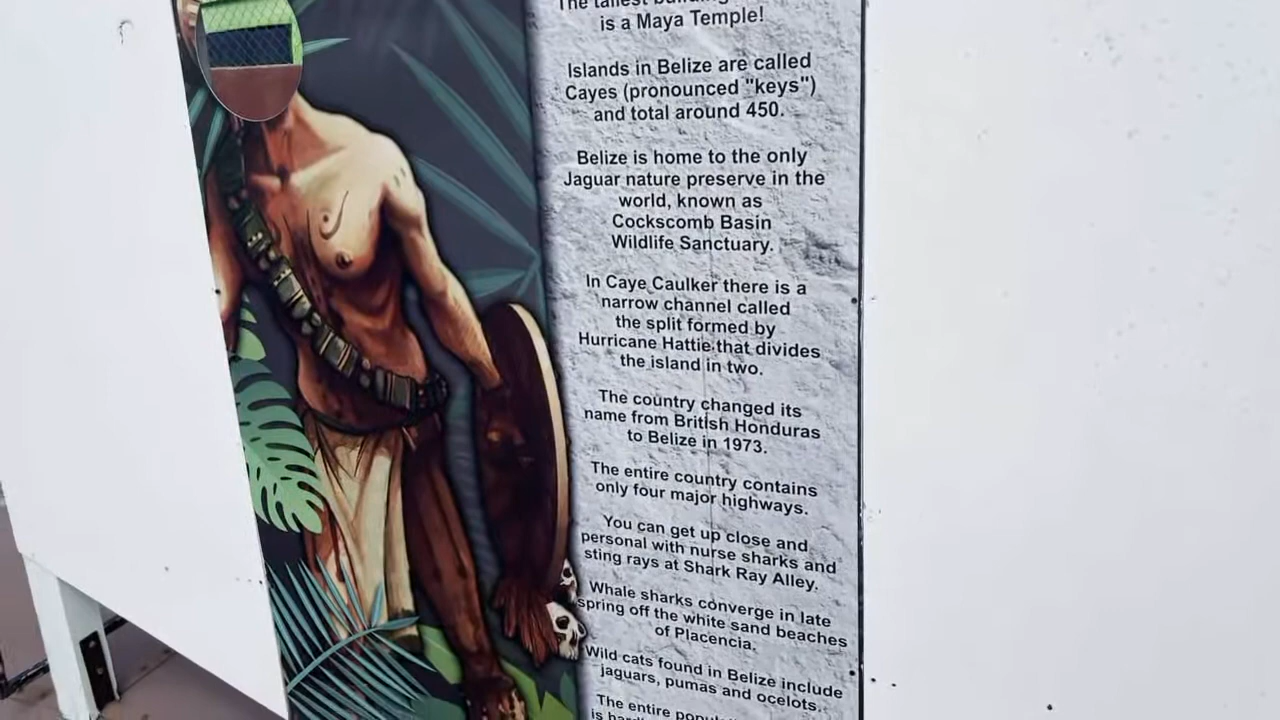 The tallest building
is a Maya Temple!
Islands in Belize are called
Cayes (pronounced "keys")
and total around 450.
Belize is home to the only
Jaguar nature preserve in the
world, known as
Cockscomb Basin
Wildlife Sanctuary.
In Caye Caulker there is a
narrow channel called
the split formed by
Hurricane Hattie that divides
the island in two.
The country changed its
name from British Honduras
to Belize in 1973.
The entire country contains
only four major highways.
You can get up close and
personal with nurse sharks and
sting rays at Shark Ray Alley.
Whale sharks converge in late
spring off the white sand beaches
of Placencia.
Wild cats found in Belize include
jaguars, pumas and ocelots.
The entire
is